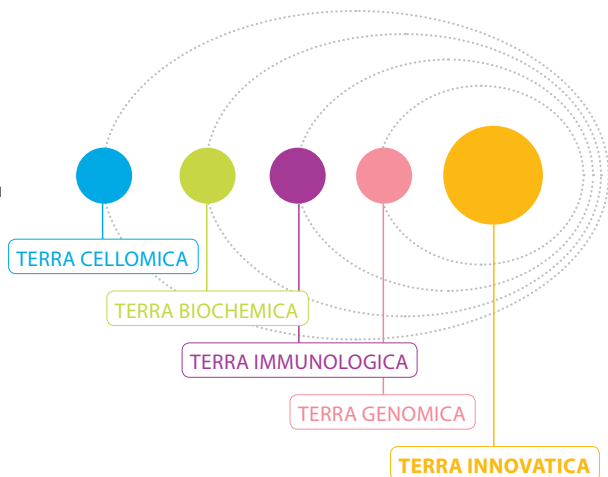 TERRA CELLOMICA
TERRA BIOCHEMICA
TERRA IMMUNOLOGICA
TERRA GENOMICA
TERRA INNOVATICA